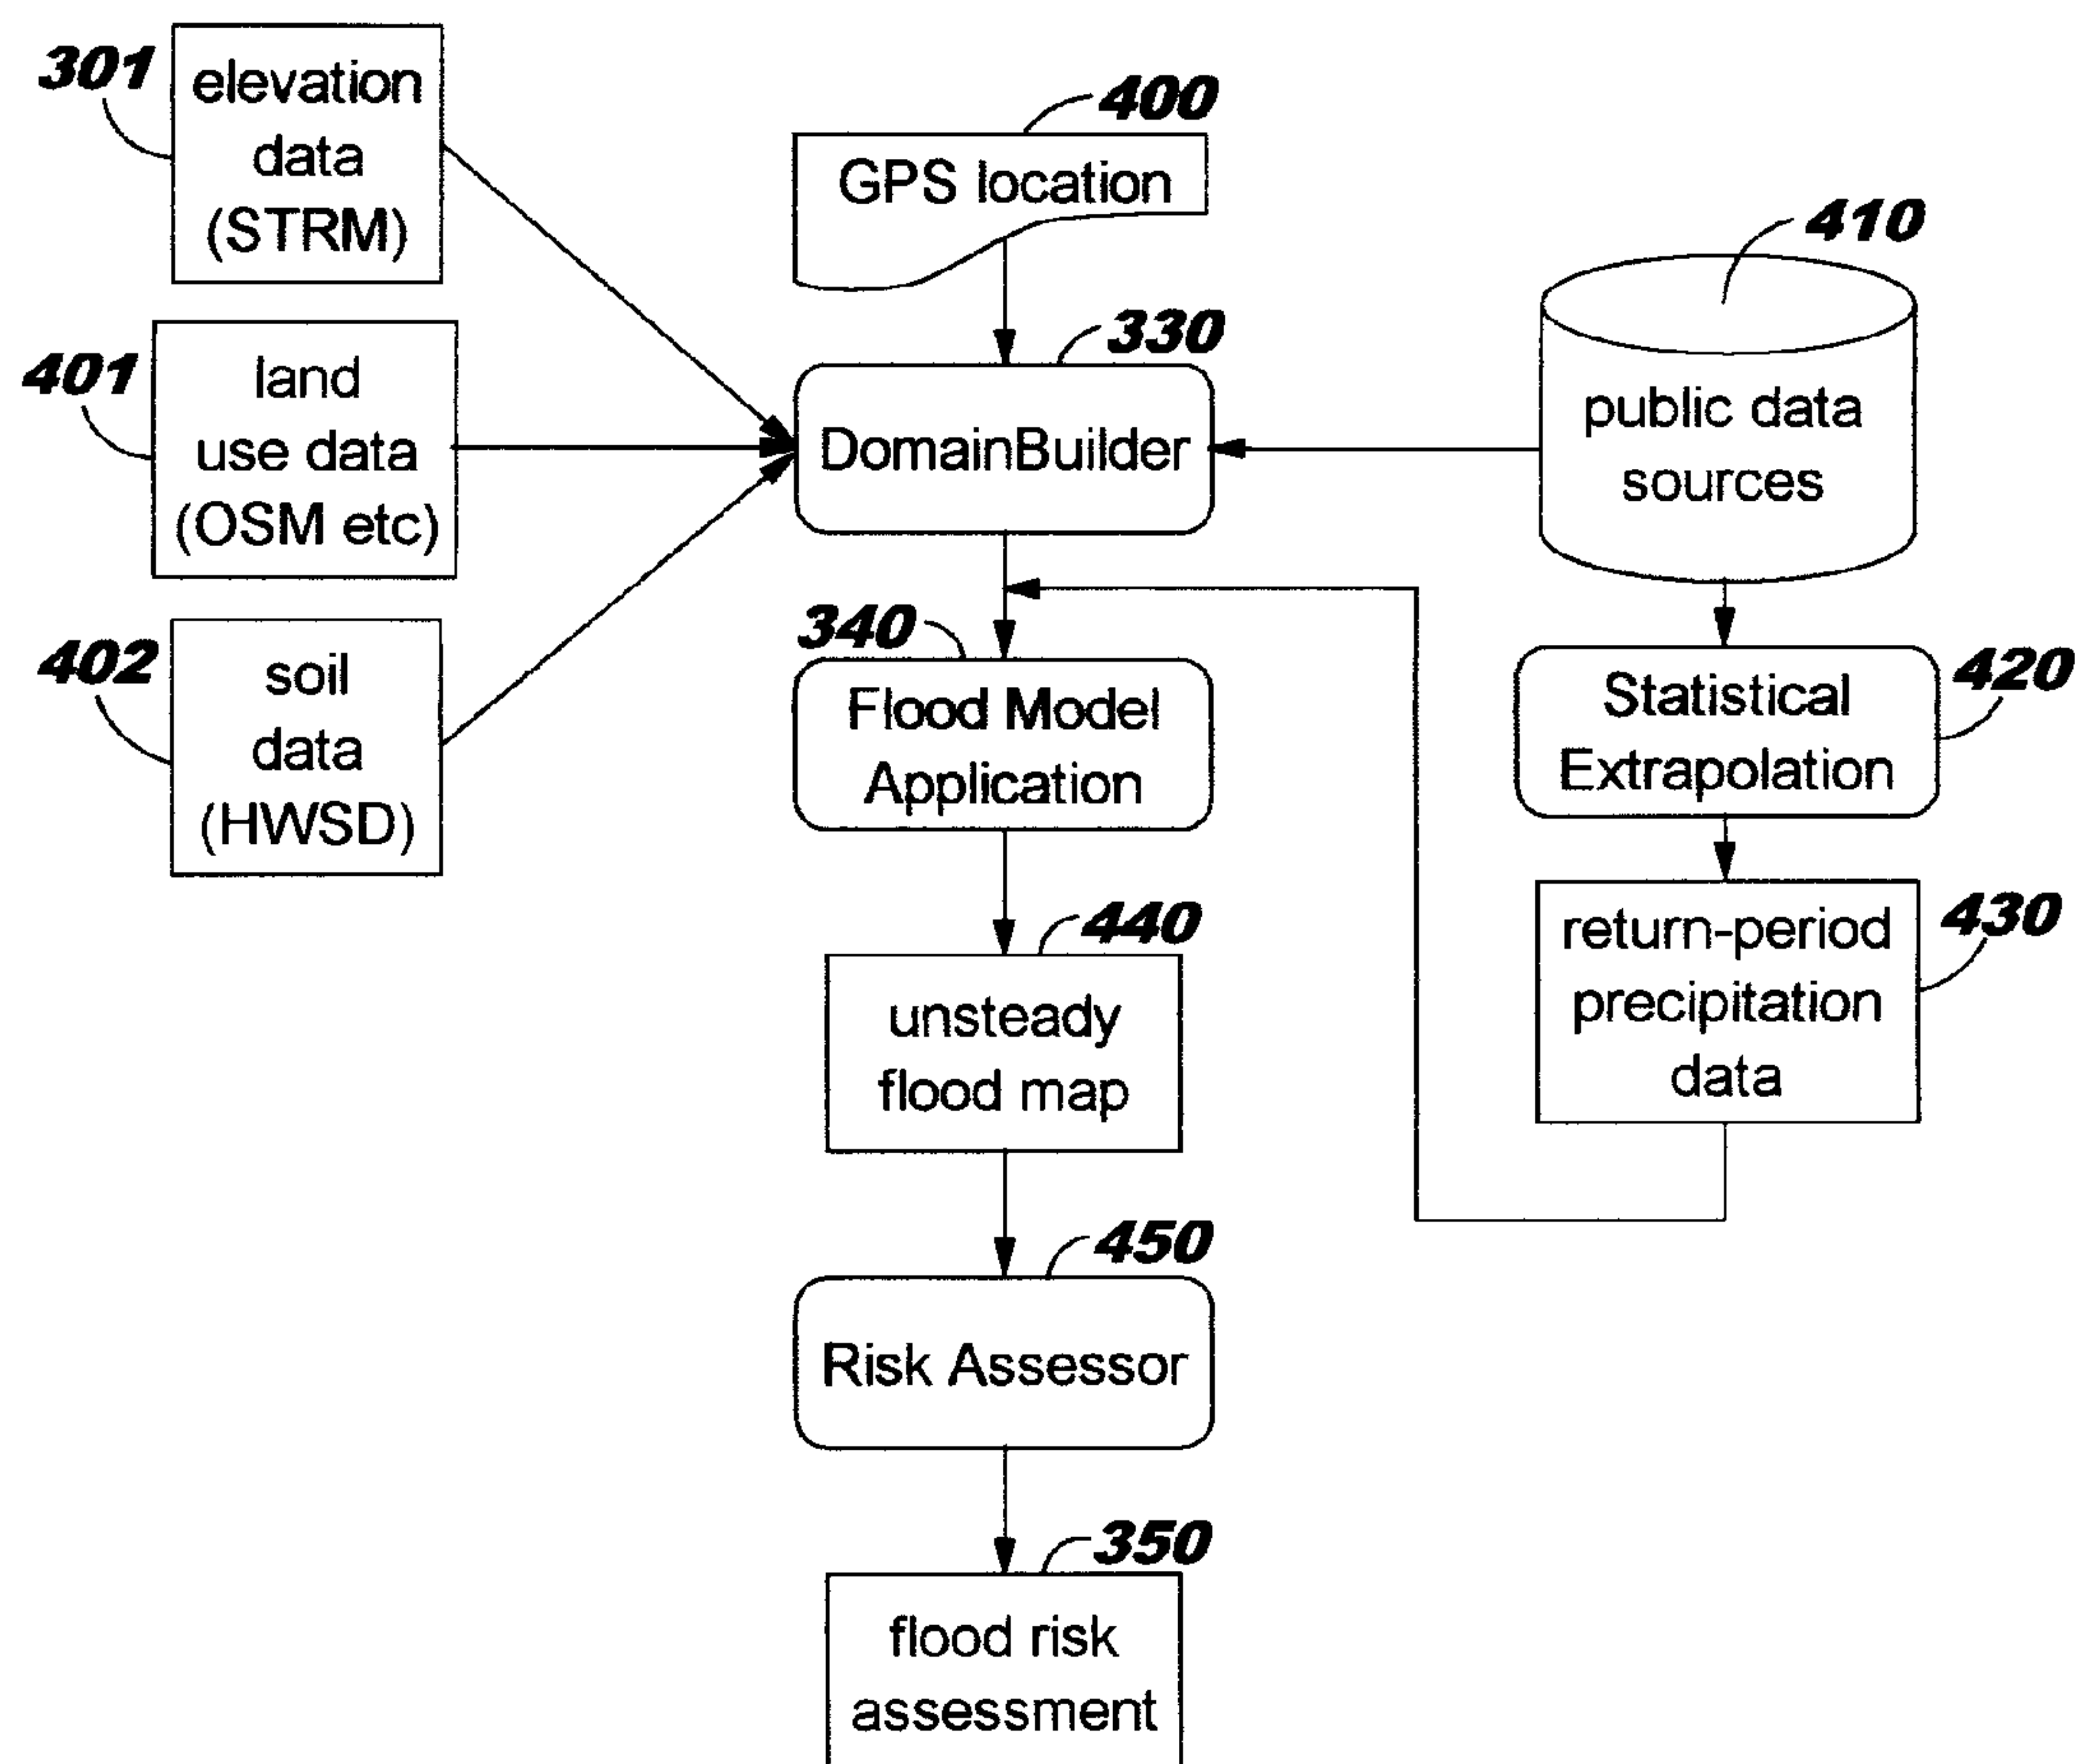 301
elevation
data
(STRM)
400
GPS location
410
public data
sources
401
land
use data
(OSM etc)
330
DomainBuilder
402
soil
data
(HWSD)
340
Flood Model
Application
420
Statistical
Extrapolation
430
return-period
precipitation
data
440
unsteady
flood map
450
Risk Assessor
350
flood risk
assessment